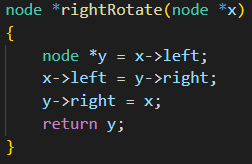 node *rightRotate(node *x)
{
    node *y = x->left;
    x->left = y->right;
    y->right = x;
    return y;
}